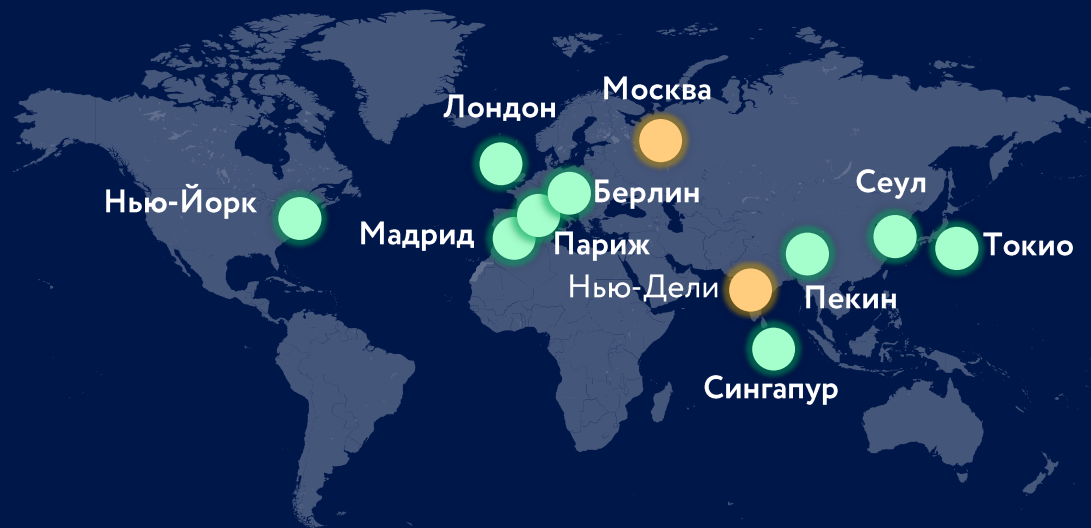 Москва
Лондон
Сеул
Берлин
Нью-Йорк
Мадрид
Париж
Токио
Нью-Дели
Пекин
Сингапур